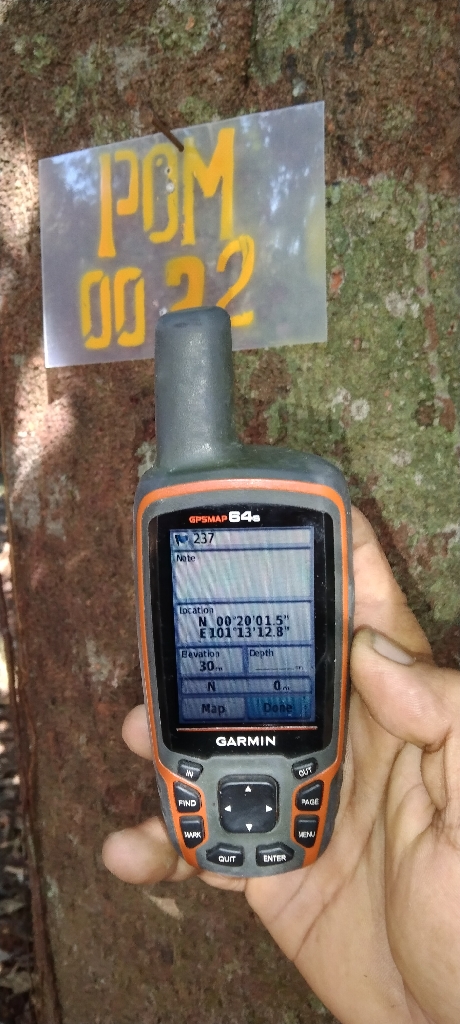 POM
0032
GPSMAP 64s
237
Note
Location
N 00°20'01.5"
E101°13'12.8"
Elevation
Depth
30m
N
0m
Map
Done
GARMIN
IN
OUT
FIND
PAGE
MARK
MENU
QUIT
ENTER